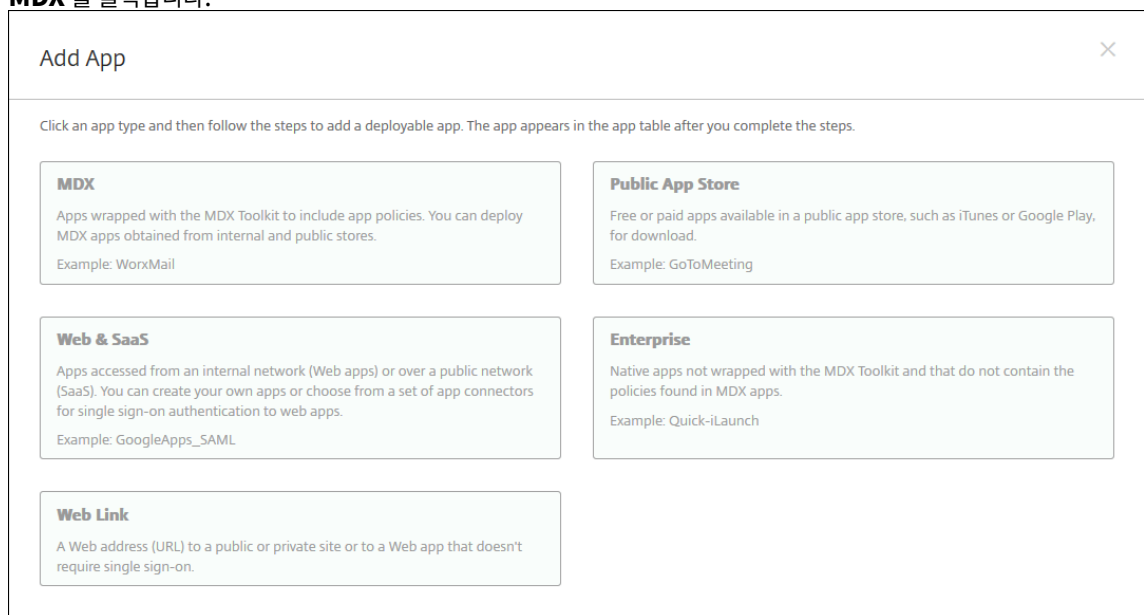 MDX 를 클릭합니다.
Add App
Click an app type and then follow the steps to add a deployable app. The app appears in the app table after you complete the steps.
MDX
Apps wrapped with the MDX Toolkit to include app policies. You can deploy
MDX apps obtained from internal and public stores.
Example: WorxMail
Public App Store
Free or paid apps available in a public app store, such as iTunes or Google Play,
for download.
Example: GoToMeeting
Web & SaaS
Apps accessed from an internal network (Web apps) or over a public network
(SaaS). You can create your own apps or choose from a set of app connectors
for single sign-on authentication to web apps.
Example: GoogleApps_SAML
Enterprise
Native apps not wrapped with the MDX Toolkit and that do not contain the
policies found in MDX apps.
Example: Quick-iLaunch
Web Link
A Web address (URL) to a public or private site or to a Web app that doesn't
require single sign-on.